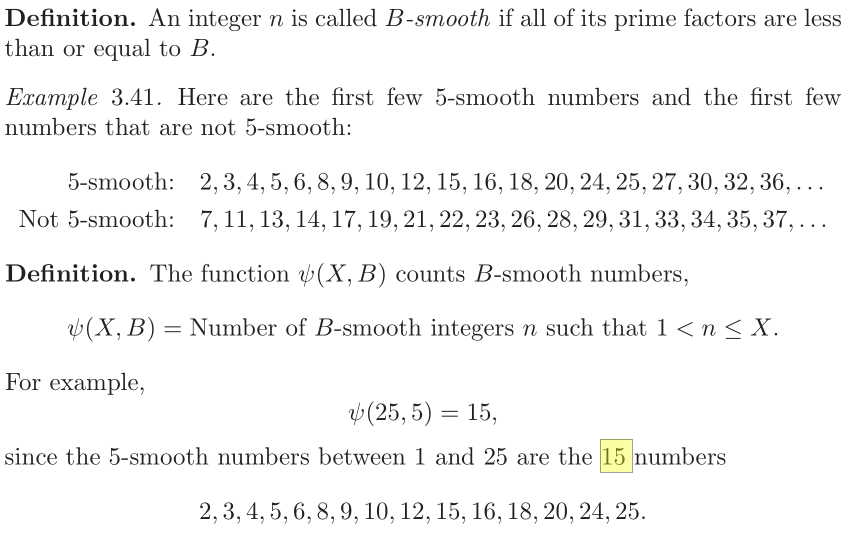 Definition. An integer n is called B-smooth if all of its prime factors are less
than or equal to B.
Example 3.41. Here are the first few 5-smooth numbers and the first few
numbers that are not 5-smooth:
5-smooth: 2, 3, 4, 5, 6, 8, 9, 10, 12, 15, 16, 18, 20, 24, 25, 27, 30, 32, 36, . . .
Not 5-smooth: 7, 11, 13, 14, 17, 19, 21, 22, 23, 26, 28, 29, 31, 33, 34, 35, 37, . . .
Definition. The function ψ(X, B) counts B-smooth numbers,
ψ(X, B) = Number of B-smooth integers n such that 1 < n ≤ X.
For example,
ψ(25, 5) = 15,
since the 5-smooth numbers between 1 and 25 are the 15 numbers
2, 3, 4, 5, 6, 8, 9, 10, 12, 15, 16, 18, 20, 24, 25.